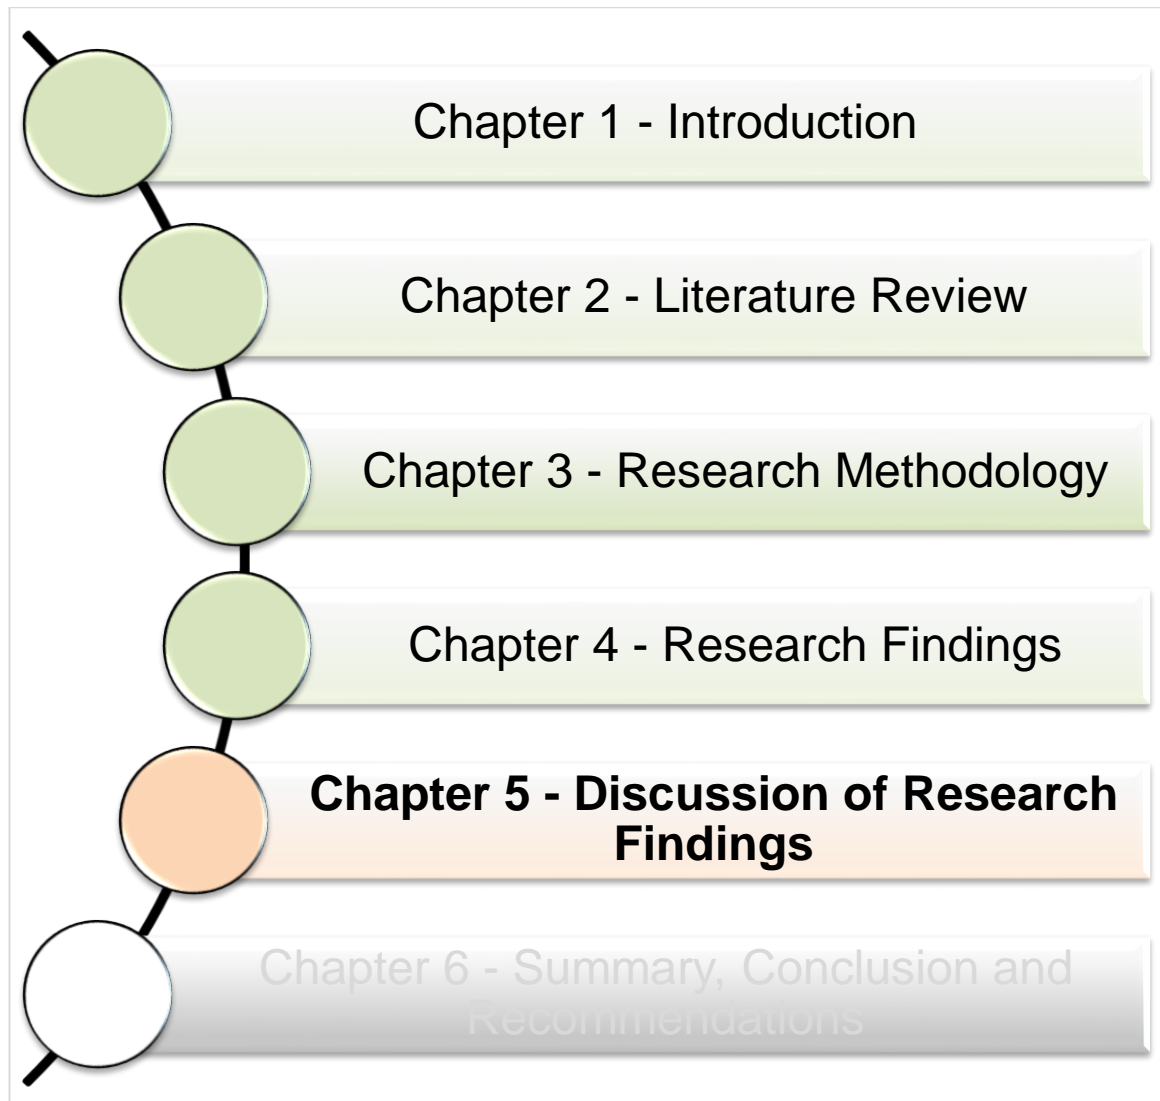 Chapter 1 - Introduction
Chapter 2 - Literature Review
Chapter 3 - Research Methodology
Chapter 4 - Research Findings
Chapter 5 - Discussion of Research
Findings
Chapter 6 - Summary, Conclusion and
Recommendations